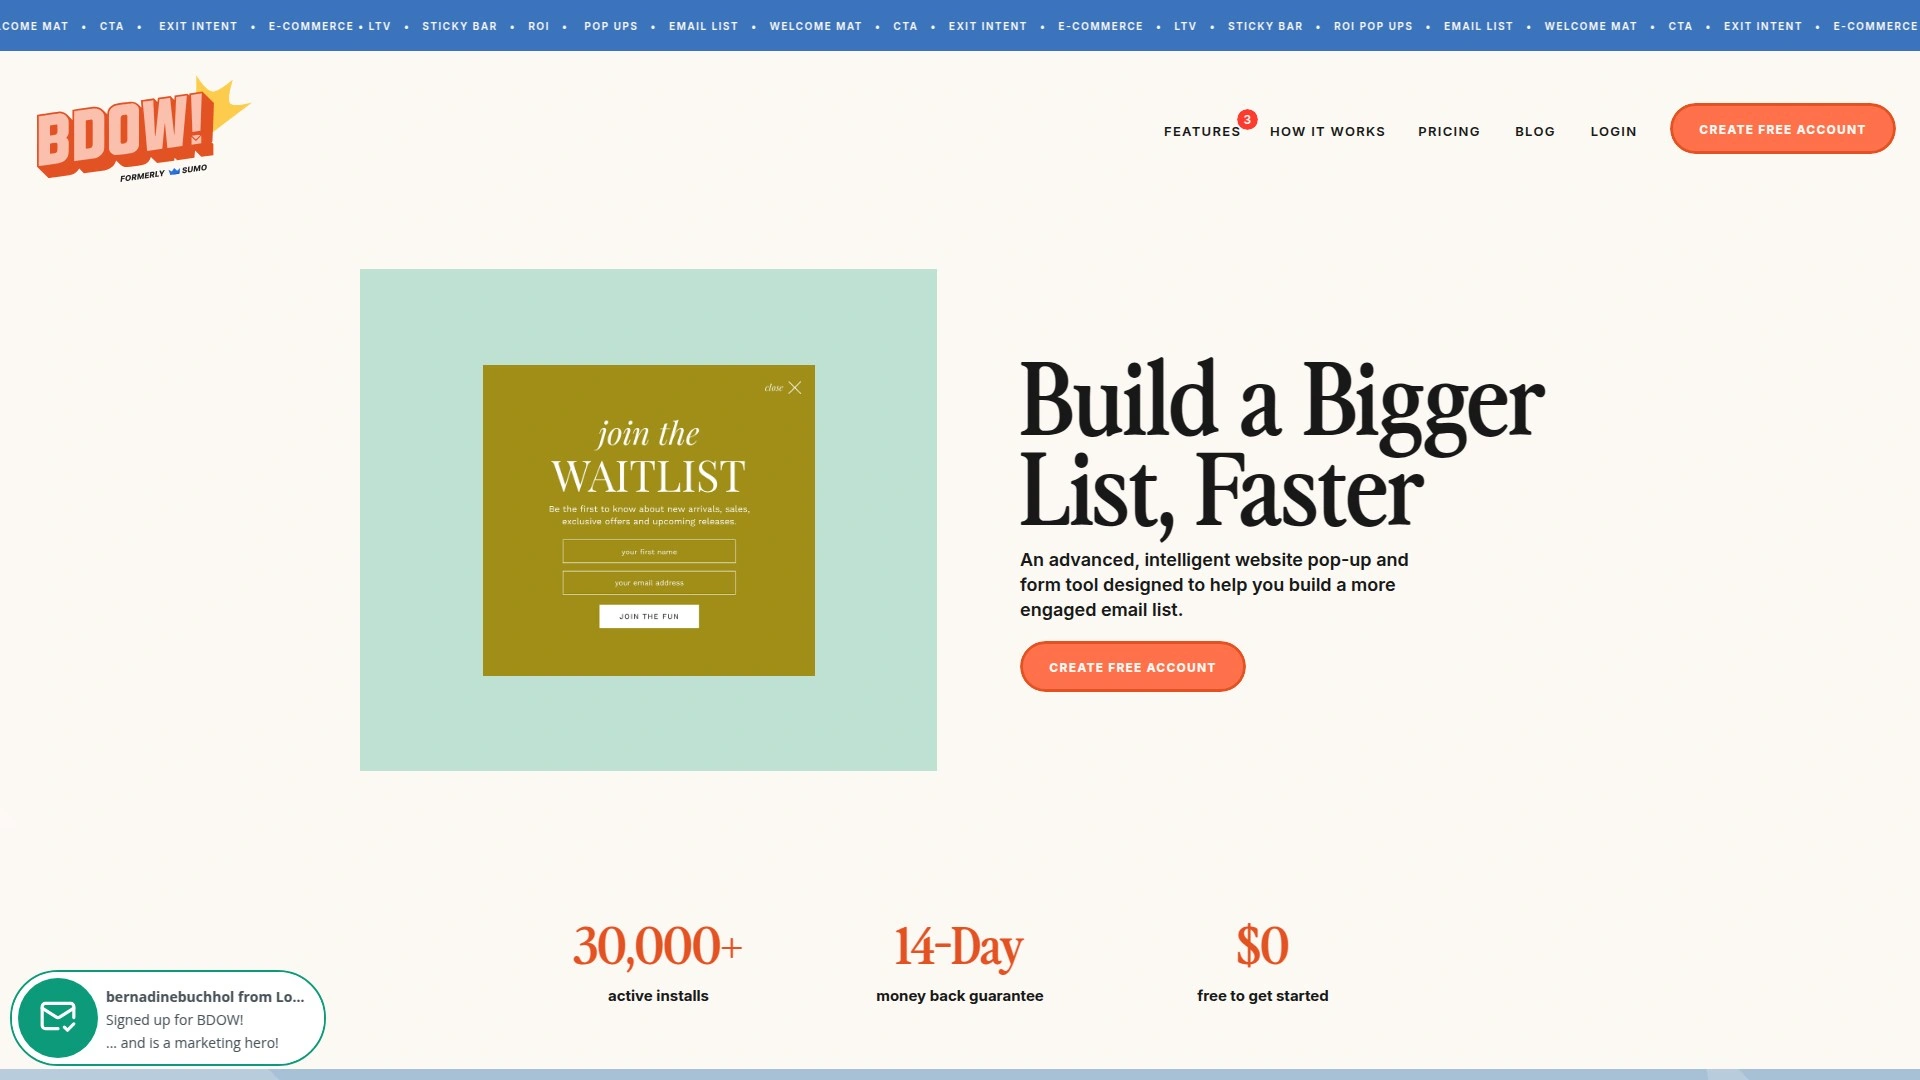 COME MAT • CTA • EXIT INTENT • E-COMMERCE • LTV • STICKY BAR • ROI • POP UPS • EMAIL LIST • WELCOME MAT • CTA • EXIT INTENT • E-COMMERCE • LTV • STICKY BAR • ROI POP UPS • EMAIL LIST • WELCOME MAT • CTA • EXIT INTENT • E-COMMERCE
BDOW!
FORMERLY SUMO
FEATURES 3 HOW IT WORKS PRICING BLOG LOGIN CREATE FREE ACCOUNT
close
join the
WAITLIST
Be the first to know about new arrivals, sales,
exclusive offers and upcoming releases.
your first name
your email address
JOIN THE FUN
Build a Bigger
List, Faster
An advanced, intelligent website pop-up and
form tool designed to help you build a more
engaged email list.
CREATE FREE ACCOUNT
30,000+ 14-Day $0
active installs money back guarantee free to get started
bernadinebuchhol from Lo...
Signed up for BDOW!
... and is a marketing hero!